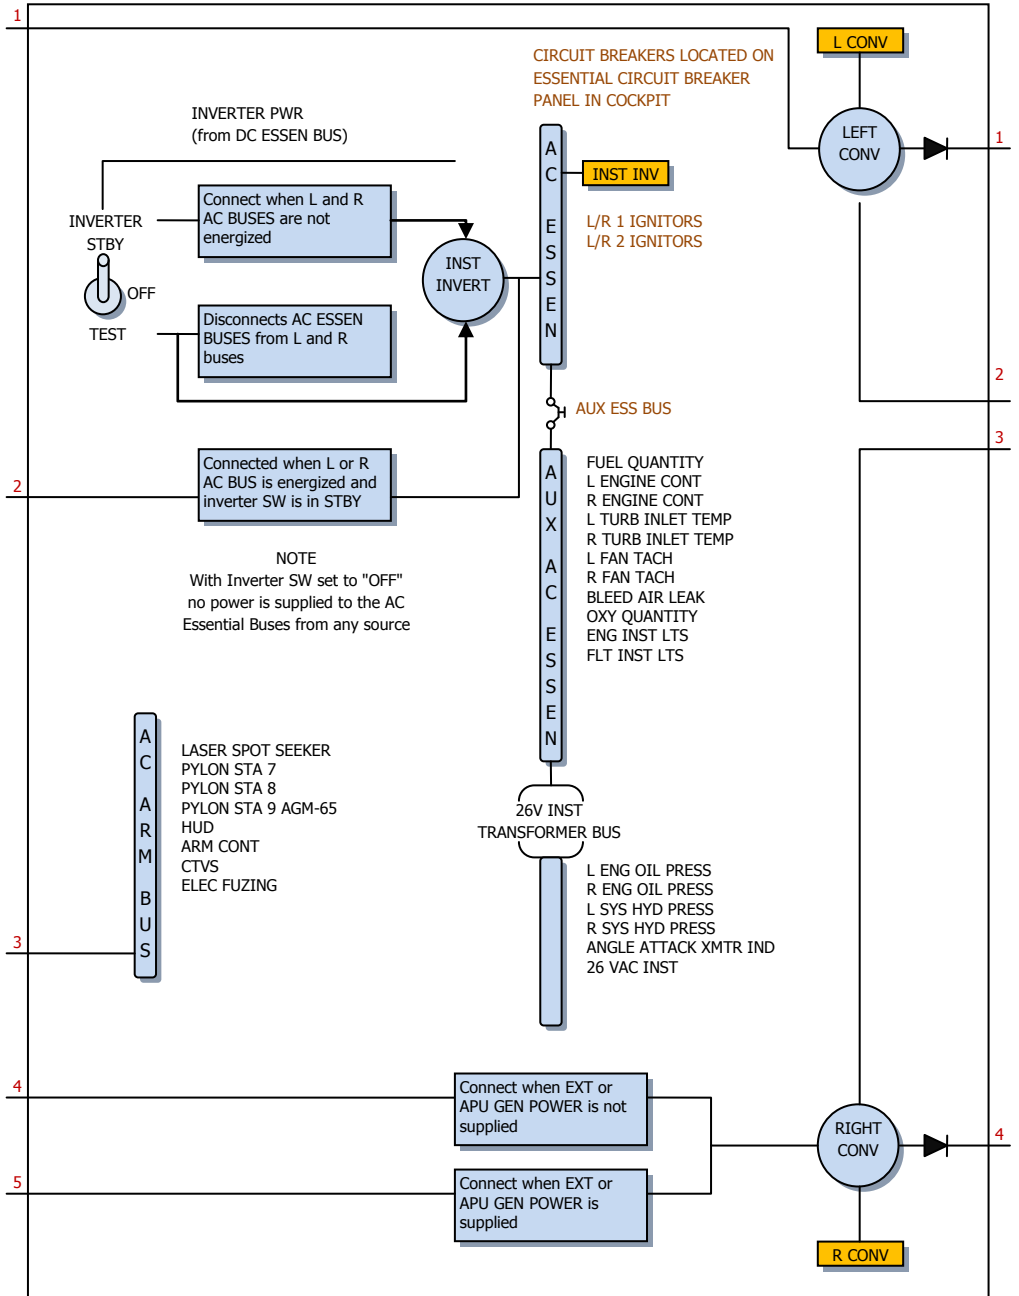 1
L CONV
CIRCUIT BREAKERS LOCATED ON
ESSENTIAL CIRCUIT BREAKER
PANEL IN COCKPIT
INVERTER PWR
(from DC ESSEN BUS)
LEFT
CONV
1
AC ESSEN
INST INV
Connect when L and R
AC BUSES are not
energized
L/R 1 IGNITORS
L/R 2 IGNITORS
INVERTER
STBY
OFF
TEST
INST
INVERT
Disconnects AC ESSEN
BUSES from L and R
buses
2
AUX ESS BUS
3
Connected when L or R
AC BUS is energized and
inverter SW is in STBY
2
AUX AC ESSEN
FUEL QUANTITY
L ENGINE CONT
R ENGINE CONT
L TURB INLET TEMP
R TURB INLET TEMP
L FAN TACH
R FAN TACH
BLEED AIR LEAK
OXY QUANTITY
ENG INST LTS
FLT INST LTS
NOTE
With Inverter SW set to "OFF"
no power is supplied to the AC
Essential Buses from any source
AC ARM BUS
LASER SPOT SEEKER
PYLON STA 7
PYLON STA 8
PYLON STA 9 AGM-65
HUD
ARM CONT
CTVS
ELEC FUZING
26V INST
TRANSFORMER BUS
L ENG OIL PRESS
R ENG OIL PRESS
L SYS HYD PRESS
R SYS HYD PRESS
ANGLE ATTACK XMTR IND
26 VAC INST
3
4
Connect when EXT or
APU GEN POWER is not
supplied
RIGHT
CONV
4
5
Connect when EXT or
APU GEN POWER is
supplied
R CONV